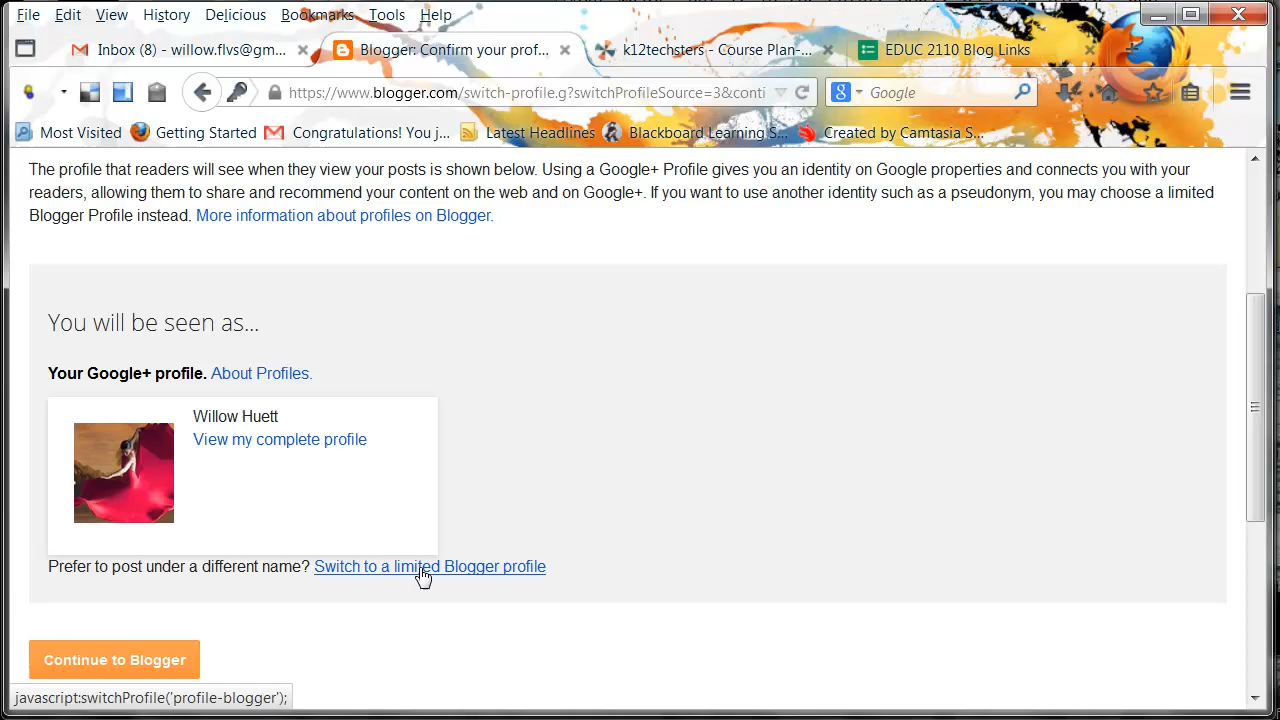 File Edit View History Delicious Bookmarks Tools Help
Inbox (8) - willow.flvs@gm... Blogger: Confirm your prof... k12techsters - Course Plan-... EDUC 2110 Blog Links
https://www.blogger.com/switch-profile.g?switchProfileSource=3&conti Google
Most Visited Getting Started Congratulations! You j... Latest Headlines Blackboard Learning S... Created by Camtasia S...
The profile that readers will see when they view your posts is shown below. Using a Google+ Profile gives you an identity on Google properties and connects you with your
readers, allowing them to share and recommend your content on the web and on Google+. If you want to use another identity such as a pseudonym, you may choose a limited
Blogger Profile instead. More information about profiles on Blogger.
You will be seen as...
Your Google+ profile. About Profiles.
Willow Huett
View my complete profile
Prefer to post under a different name? Switch to a limited Blogger profile
Continue to Blogger
javascript:switchProfile('profile-blogger');